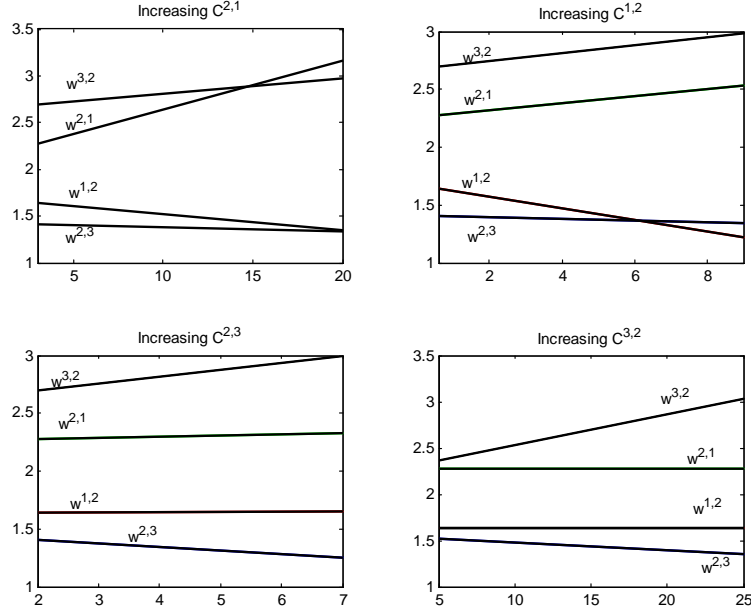 Increasing C^2,1
3.5
3
2.5
2
1.5
1
w^3,2
w^2,1
w^1,2
w^2,3
5 10 15 20
Increasing C^1,2
3
2.5
2
1.5
1
w^3,2
w^2,1
w^1,2
w^2,3
2 4 6 8
Increasing C^2,3
3
2.5
2
1.5
1
w^3,2
w^2,1
w^1,2
w^2,3
2 3 4 5 6 7
Increasing C^3,2
3.5
3
2.5
2
1.5
1
w^3,2
w^2,1
w^1,2
w^2,3
5 10 15 20 25